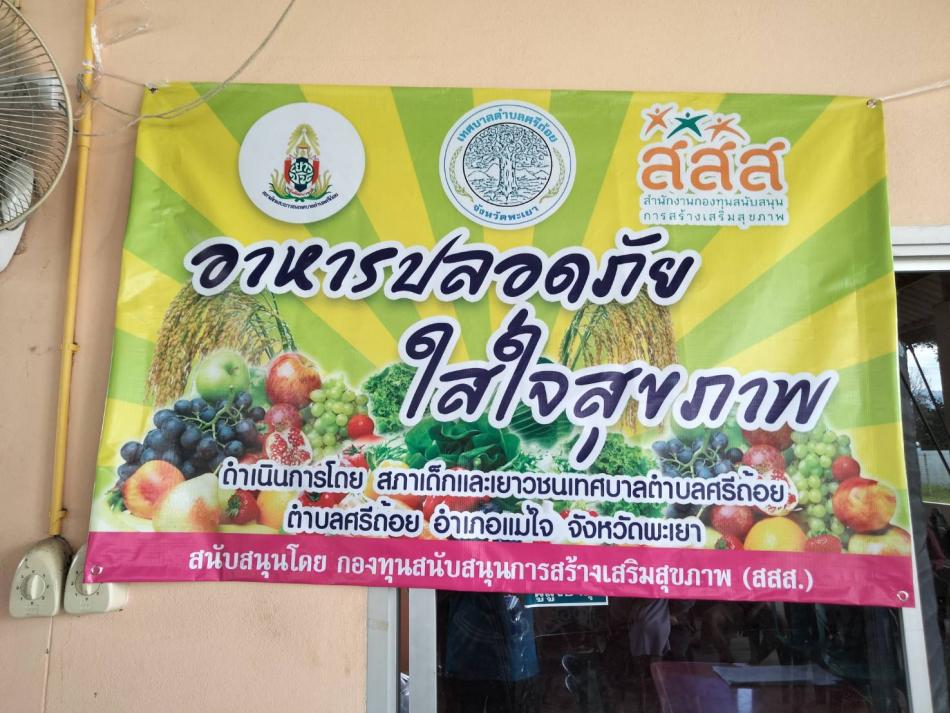 เทศบาลตำบลศรีถ้อย
จังหวัดพะเยา
สสส
สำนักงานกองทุนสนับสนุน
การสร้างเสริมสุขภาพ
อาหารปลอดภัย
ใส่ใจสุขภาพ
ดำเนินการโดย สภาเด็กและเยาวชนเทศบาลตำบลศรีถ้อย
ตำบลศรีถ้อย อำเภอแม่ใจ จังหวัดพะเยา
สนับสนุนโดย กองทุนสนับสนุนการสร้างเสริมสุขภาพ (สสส.)